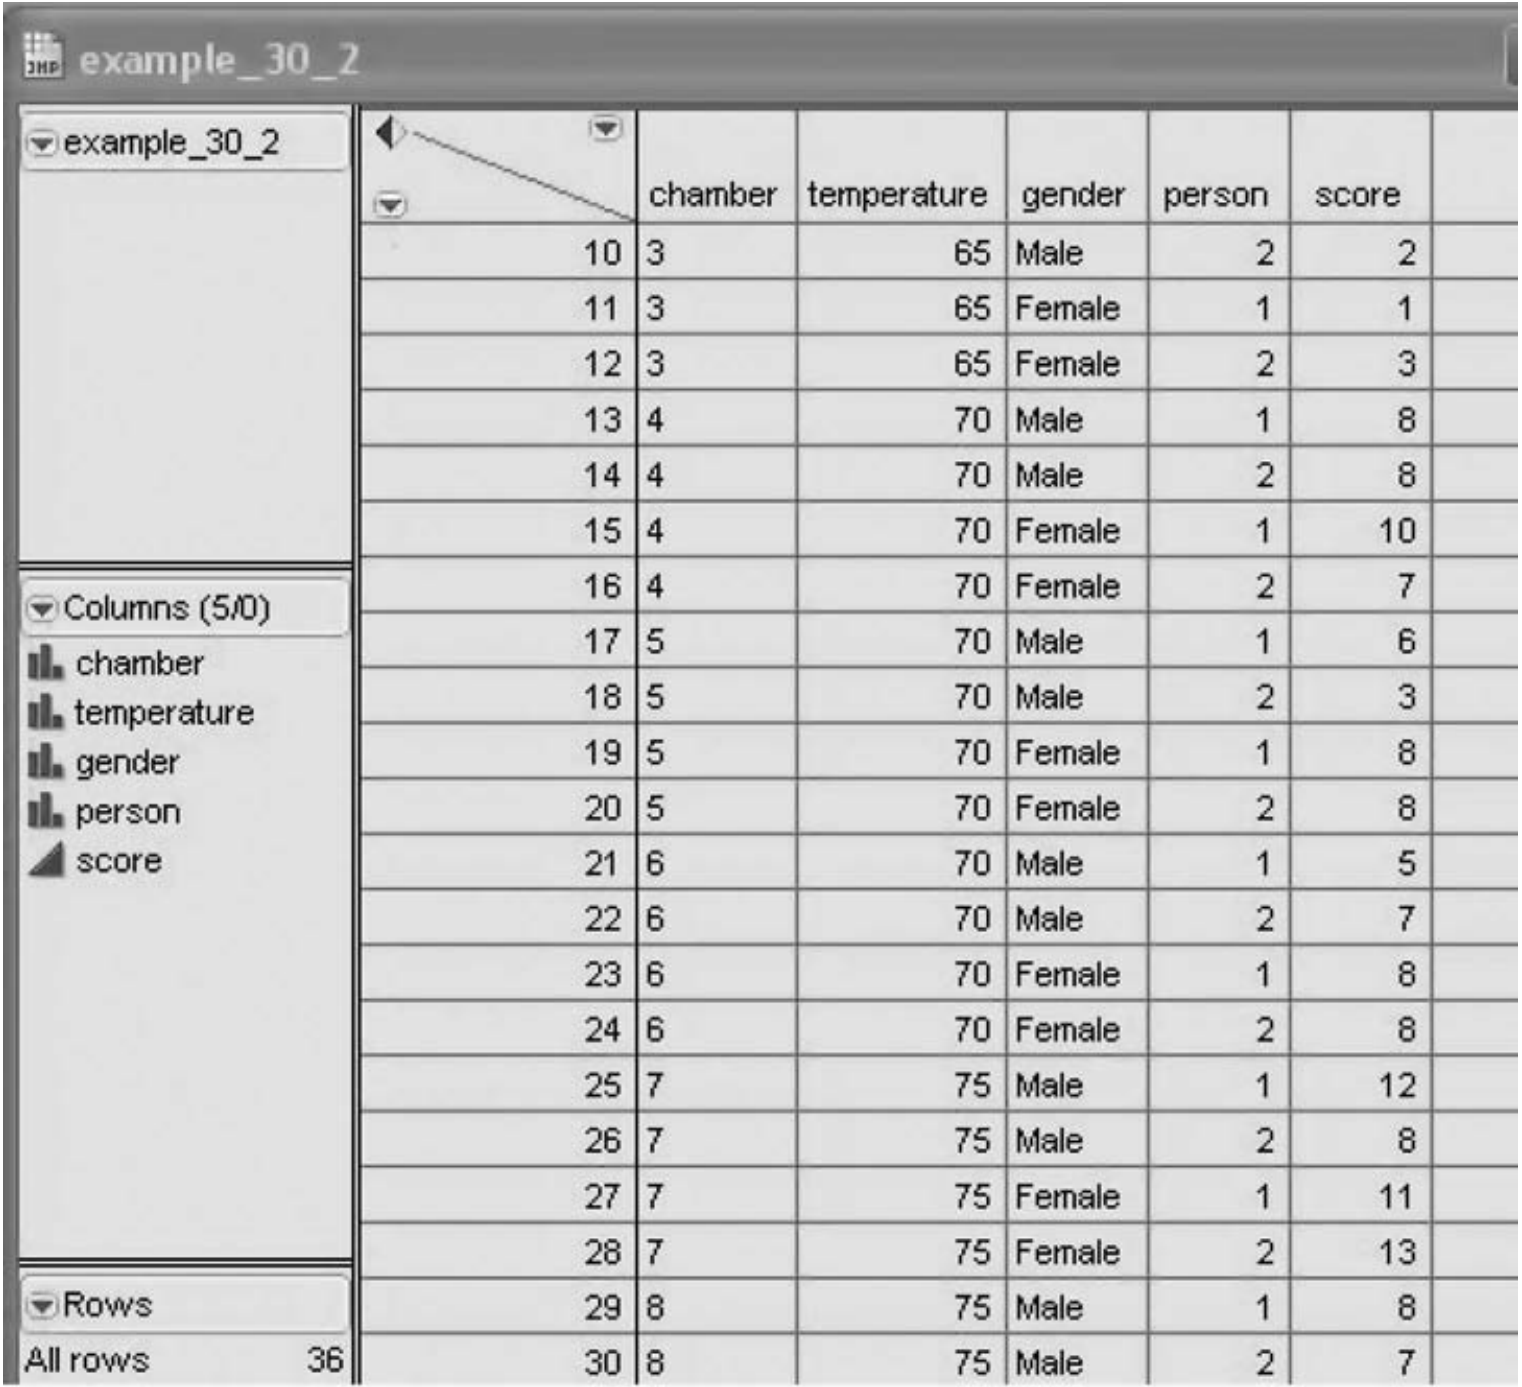 JMP example_30_2
example_30_2
Columns (5/0)
chamber
temperature
gender
person
score
Rows
All rows 36
chamber temperature gender person score
10 3 65 Male 2 2
11 3 65 Female 1 1
12 3 65 Female 2 3
13 4 70 Male 1 8
14 4 70 Male 2 8
15 4 70 Female 1 10
16 4 70 Female 2 7
17 5 70 Male 1 6
18 5 70 Male 2 3
19 5 70 Female 1 8
20 5 70 Female 2 8
21 6 70 Male 1 5
22 6 70 Male 2 7
23 6 70 Female 1 8
24 6 70 Female 2 8
25 7 75 Male 1 12
26 7 75 Male 2 8
27 7 75 Female 1 11
28 7 75 Female 2 13
29 8 75 Male 1 8
30 8 75 Male 2 7